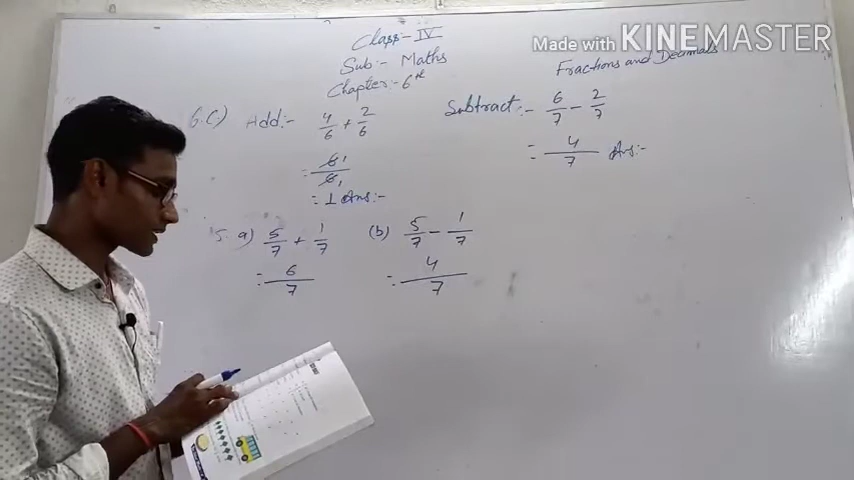 Made with KINEMASTER
Class - IV
Sub:- Maths
Chapter:- 6th
Fractions and Decimals
6.C.) Add:- 4/6 + 2/6
= 6̶1/6̶1
= 1 Ans:-
Subtract:- 6/7 - 2/7
= 4/7 Ans:-
5. a) 5/7 + 1/7
= 6/7
(b) 5/7 - 1/7
= 4/7